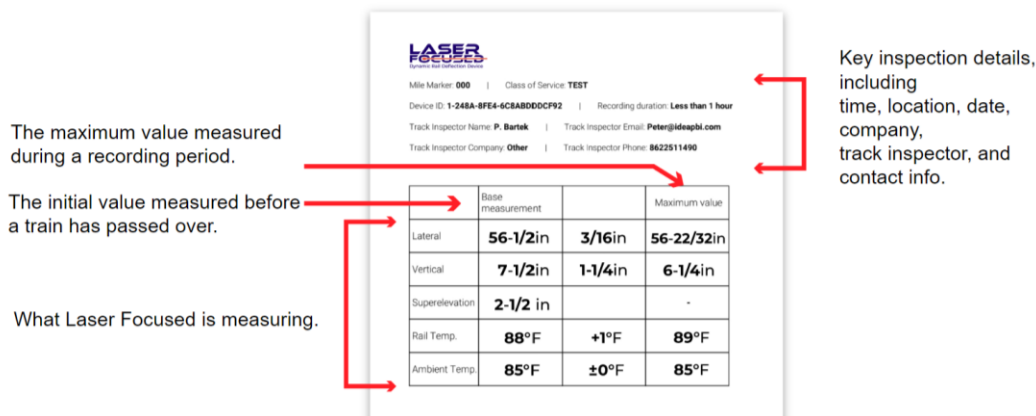 LASER
FOCUSED
Dynamic Rail Deflection Device
Mile Marker: 000 | Class of Service: TEST
Device ID: 1-248A-8FE4-6C8ABDDDCF92 | Recording duration: Less than 1 hour
Track Inspector Name: P. Bartek | Track Inspector Email: Peter@ideapbi.com
Track Inspector Company: Other | Track Inspector Phone: 8622511490
Key inspection details,
including
time, location, date,
company,
track inspector, and
contact info.
The maximum value measured
during a recording period.
The initial value measured before
a train has passed over.
What Laser Focused is measuring.
Base
measurement
Maximum value
Lateral 56-1/2in 3/16in 56-22/32in
Vertical 7-1/2in 1-1/4in 6-1/4in
Superelevation 2-1/2 in -
Rail Temp. 88°F +1°F 89°F
Ambient Temp. 85°F ±0°F 85°F